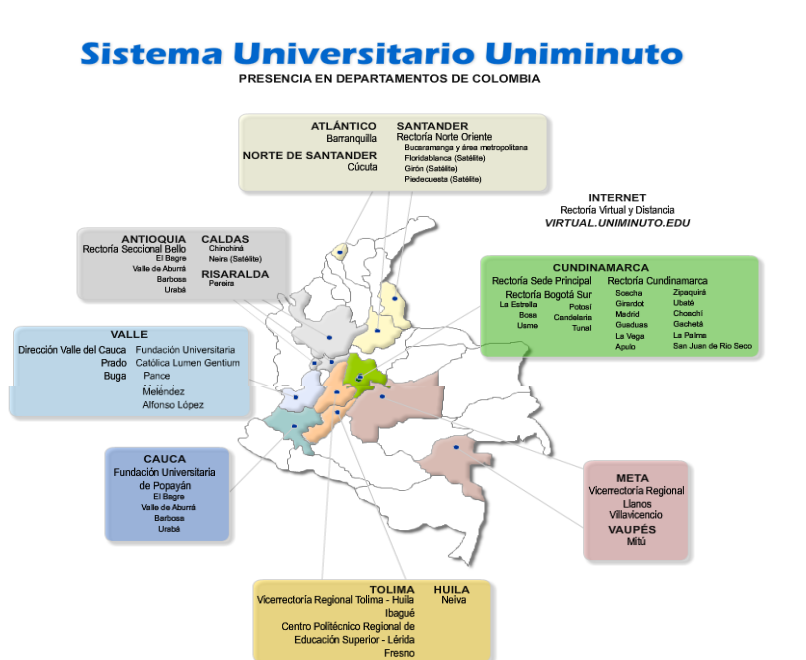 Sistema Universitario Uniminuto
PRESENCIA EN DEPARTAMENTOS DE COLOMBIA
ATLÁNTICO
Barranquilla
NORTE DE SANTANDER
Cúcuta
SANTANDER
Rectoría Norte Oriente
Bucaramanga y área metropolitana
Floridablanca (Satélite)
Girón (Satélite)
Piedecuesta (Satélite)
INTERNET
Rectoría Virtual y Distancia
VIRTUAL.UNIMINUTO.EDU
ANTIOQUIA
Rectoría Seccional Bello
El Bagre
Valle de Aburrá
Barbosa
Urabá
CALDAS
Chinchiná
Neira (Satélite)
RISARALDA
Pereira
CUNDINAMARCA
Rectoría Sede Principal
Rectoría Bogotá Sur
La Estrella
Bosa
Usme
Potosí
Candelaria
Tunal
Rectoría Cundinamarca
Soacha
Girardot
Madrid
Guaduas
La Vega
Apulo
Zipaquirá
Ubaté
Choachí
Gachetá
La Palma
San Juan de Río Seco
VALLE
Dirección Valle del Cauca
Prado
Buga
Fundación Universitaria
Católica Lumen Gentium
Pance
Meléndez
Alfonso López
CAUCA
Fundación Universitaria
de Popayán
El Bagre
Valle de Aburrá
Barbosa
Urabá
META
Vicerrectoría Regional
Llanos
Villavicencio
VAUPÉS
Mitú
TOLIMA
Vicerrectoría Regional Tolima - Huila
Ibagué
Centro Politécnico Regional de
Educación Superior - Lérida
Fresno
HUILA
Neiva